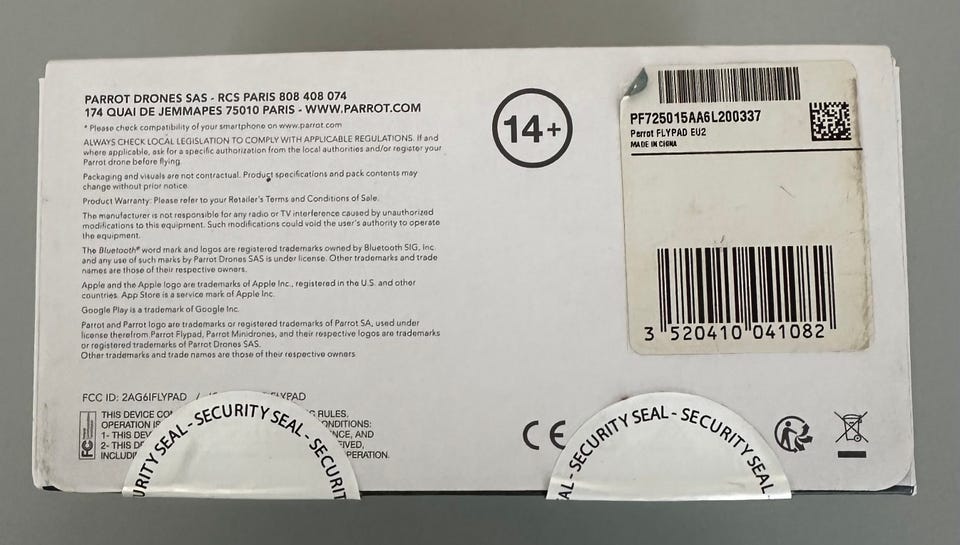 PARROT DRONES SAS - RCS PARIS 808 408 074
174 QUAI DE JEMMAPES 75010 PARIS - WWW.PARROT.COM
* Please check compatibility of your smartphone on www.parrot.com
ALWAYS CHECK LOCAL LEGISLATION TO COMPLY WITH APPLICABLE REGULATIONS. If and
where applicable, ask for a specific authorization from the local authorities and/or register your
Parrot drone before flying.
Packaging and visuals are not contractual. Product specifications and pack contents may
change without prior notice.
Product Warranty: Please refer to your Retailer's Terms and Conditions of Sale.
The manufacturer is not responsible for any radio or TV interference caused by unauthorized
modifications to this equipment. Such modifications could void the user's authority to operate
the equipment.
The Bluetooth® word mark and logos are registered trademarks owned by Bluetooth SIG, Inc.
and any use of such marks by Parrot Drones SAS is under license. Other trademarks and trade
names are those of their respective owners.
Apple and the Apple logo are trademarks of Apple Inc., registered in the U.S. and other
countries. App Store is a service mark of Apple Inc.
Google Play is a trademark of Google Inc.
Parrot and Parrot logo are trademarks or registered trademarks of Parrot SA, used under
license therefrom. Parrot Flypad, Parrot Minidrones, and their respective logos are trademarks
or registered trademarks of Parrot Drones SAS.
Other trademarks and trade names are those of their respective owners
FCC ID: 2AG6IFLYPAD / FLYPAD
THIS DEVICE RULES.
OPERATION IS
1- THIS AND
2- THIS
14+
PF725015AA6L200337
Parrot FLYPAD EU2
MADE IN CHINA
3 520410 041082
SECURITY SEAL - SECURITY SEAL -
SECURITY SEAL - SECURITY SEAL -
CE
FC